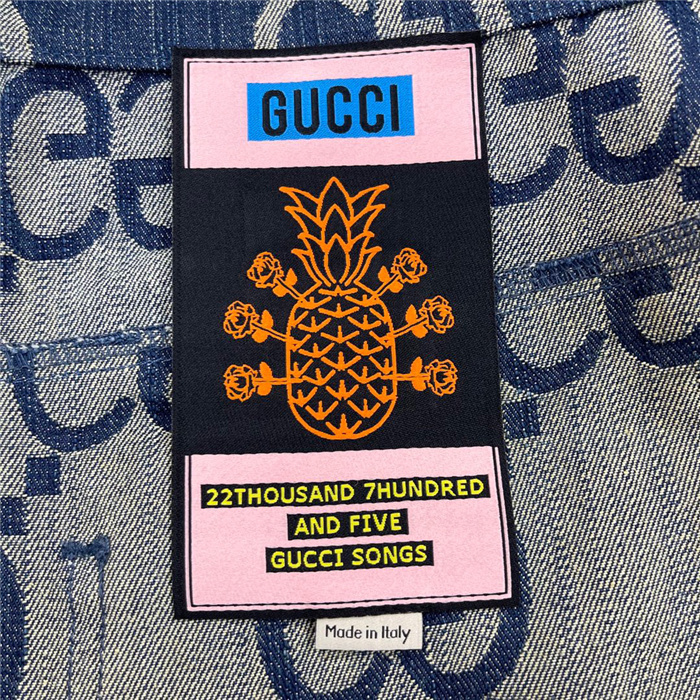 GUCCI
22THOUSAND 7HUNDRED
AND FIVE
GUCCI SONGS
Made in Italy